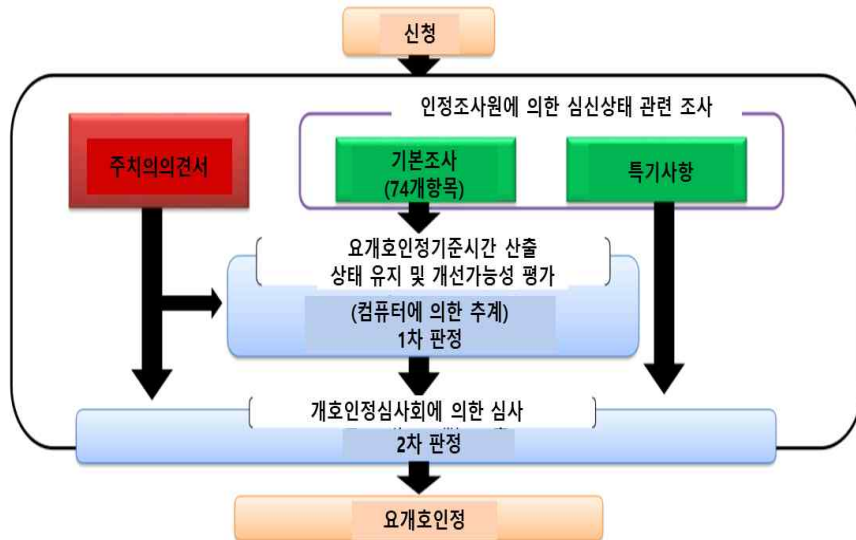 신청
인정조사원에 의한 심신상태 관련 조사
주치의의견서
기본조사
(74개항목)
특기사항
요개호인정기준시간 산출
상태 유지 및 개선가능성 평가
(컴퓨터에 의한 추계)
1차 판정
개호인정심사회에 의한 심사
2차 판정
요개호인정